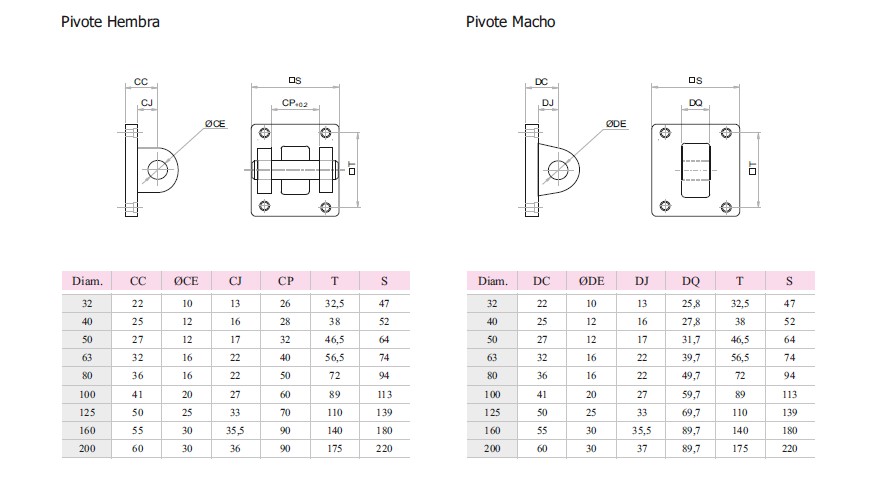 Pivote Hembra
CC
CJ
ØCE
□S
CP+0.2
□T
Diam. CC ØCE CJ CP T S
32 22 10 13 26 32,5 47
40 25 12 16 28 38 52
50 27 12 17 32 46,5 64
63 32 16 22 40 56,5 74
80 36 16 22 50 72 94
100 41 20 27 60 89 113
125 50 25 33 70 110 139
160 55 30 35,5 90 140 180
200 60 30 36 90 175 220
Pivote Macho
DC
DJ
ØDE
□S
DQ
□T
Diam. DC ØDE DJ DQ T S
32 22 10 13 25,8 32,5 47
40 25 12 16 27,8 38 52
50 27 12 17 31,7 46,5 64
63 32 16 22 39,7 56,5 74
80 36 16 22 49,7 72 94
100 41 20 27 59,7 89 113
125 50 25 33 69,7 110 139
160 55 30 35,5 89,7 140 180
200 60 30 37 89,7 175 220